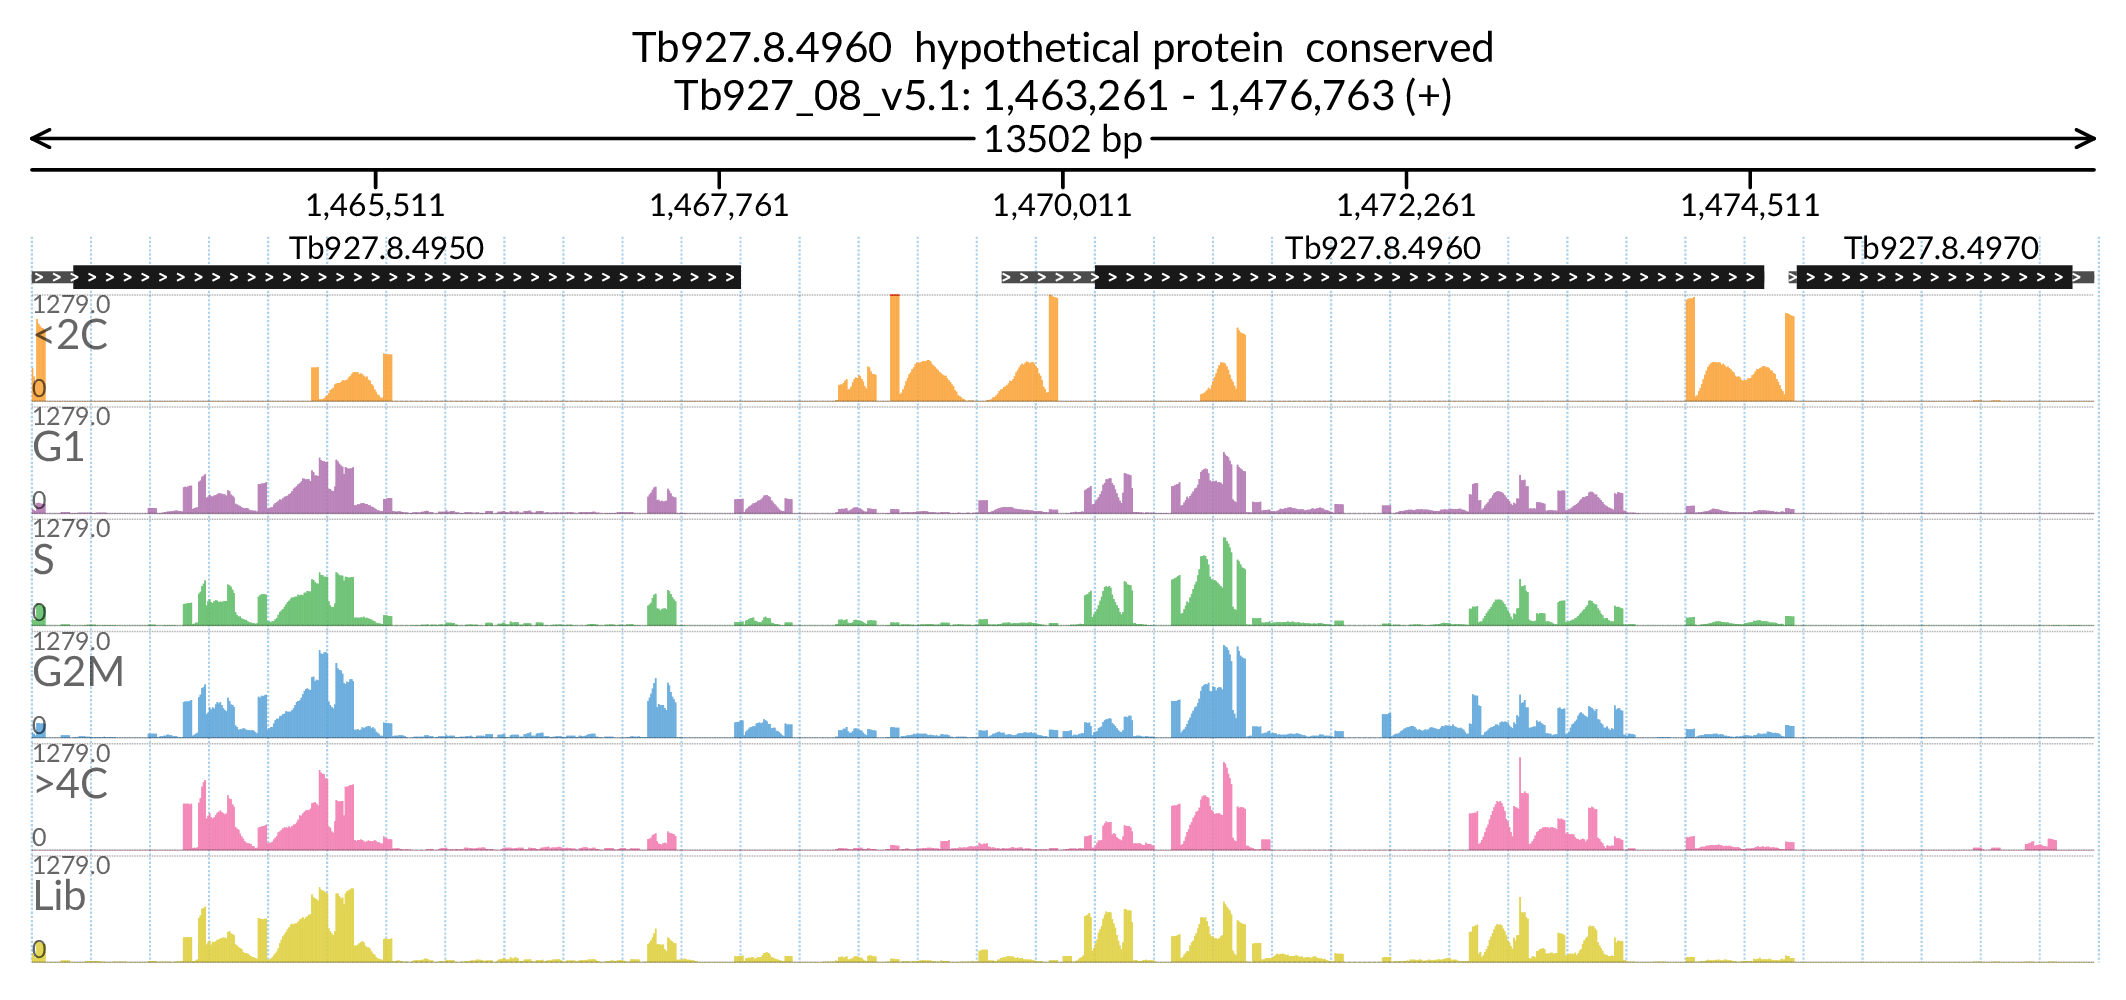 Tb927.8.4960  hypothetical protein  conserved
Tb927_08_v5.1: 1,463,261 - 1,476,763 (+)
13502 bp
1,465,511 1,467,761 1,470,011 1,472,261 1,474,511
Tb927.8.4950 Tb927.8.4960 Tb927.8.4970
1279.0
<2C
0
1279.0
G1
0
1279.0
S
0
1279.0
G2M
0
1279.0
>4C
0
1279.0
Lib
0